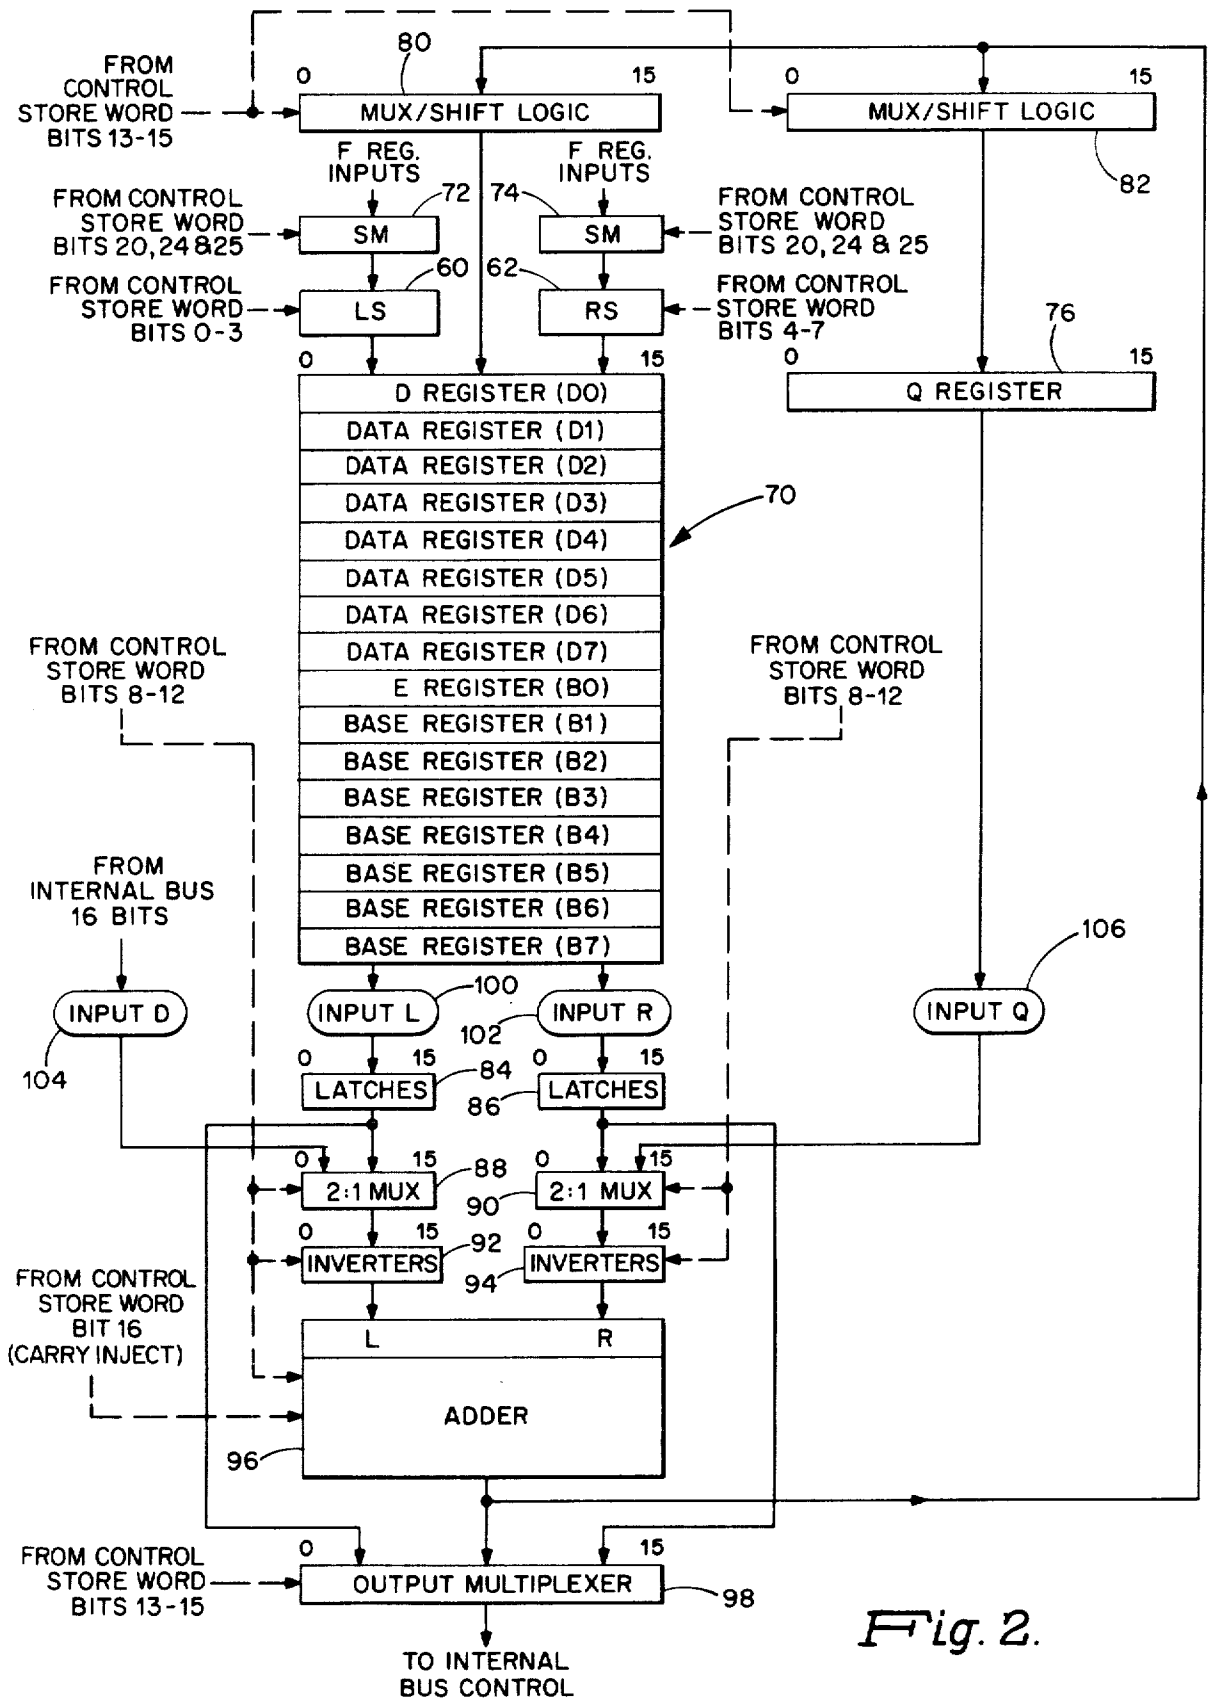 80
FROM
CONTROL
STORE WORD
BITS 13-15
0 15
MUX/SHIFT LOGIC
0 15
MUX/SHIFT LOGIC
82
F REG.
INPUTS
F REG.
INPUTS
FROM CONTROL
STORE WORD
BITS 20, 24 &25
72
SM
74
SM
FROM CONTROL
STORE WORD
BITS 20, 24 & 25
FROM CONTROL
STORE WORD
BITS 0-3
60
LS
62
RS
FROM CONTROL
STORE WORD
BITS 4-7
76
0 15
0 15
Q REGISTER
D REGISTER (D0)
DATA REGISTER (D1)
DATA REGISTER (D2)
DATA REGISTER (D3)
DATA REGISTER (D4)
DATA REGISTER (D5)
DATA REGISTER (D6)
DATA REGISTER (D7)
E REGISTER (B0)
BASE REGISTER (B1)
BASE REGISTER (B2)
BASE REGISTER (B3)
BASE REGISTER (B4)
BASE REGISTER (B5)
BASE REGISTER (B6)
BASE REGISTER (B7)
70
FROM CONTROL
STORE WORD
BITS 8-12
FROM CONTROL
STORE WORD
BITS 8-12
FROM
INTERNAL BUS
16 BITS
INPUT D
104
INPUT L
100
INPUT R
102
INPUT Q
106
0 15
LATCHES
84
0 15
LATCHES
86
0 15
2:1 MUX
88
0 15
2:1 MUX
90
0 15
INVERTERS
92
0 15
INVERTERS
94
FROM CONTROL
STORE WORD
BIT 16
(CARRY INJECT)
L R
ADDER
96
FROM CONTROL
STORE WORD
BITS 13-15
0 15
OUTPUT MULTIPLEXER
98
TO INTERNAL
BUS CONTROL
Fig. 2.